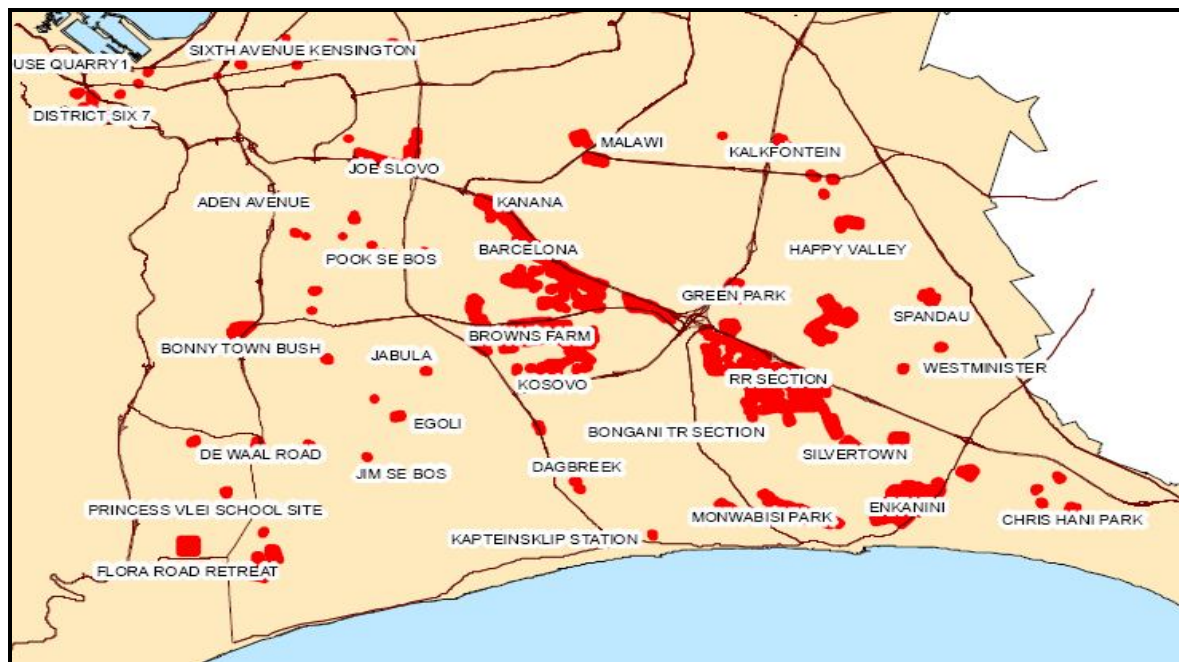 SIXTH AVENUE KENSINGTON
USE QUARRY1
DISTRICT SIX 7
MALAWI
KALKFONTEIN
JOE SLOVO
ADEN AVENUE
KANANA
POOK SE BOS
BARCELONA
HAPPY VALLEY
GREEN PARK
SPANDAU
BROWNS FARM
BONNY TOWN BUSH
JABULA
WESTMINISTER
KOSOVO
RR SECTION
EGOLI
BONGANI TR SECTION
DE WAAL ROAD
SILVERTOWN
JIM SE BOS
DAGBREEK
PRINCESS VLEI SCHOOL SITE
MONWABISI PARK
ENKANINI
CHRIS HANI PARK
KAPTEINSKLIP STATION
FLORA ROAD RETREAT